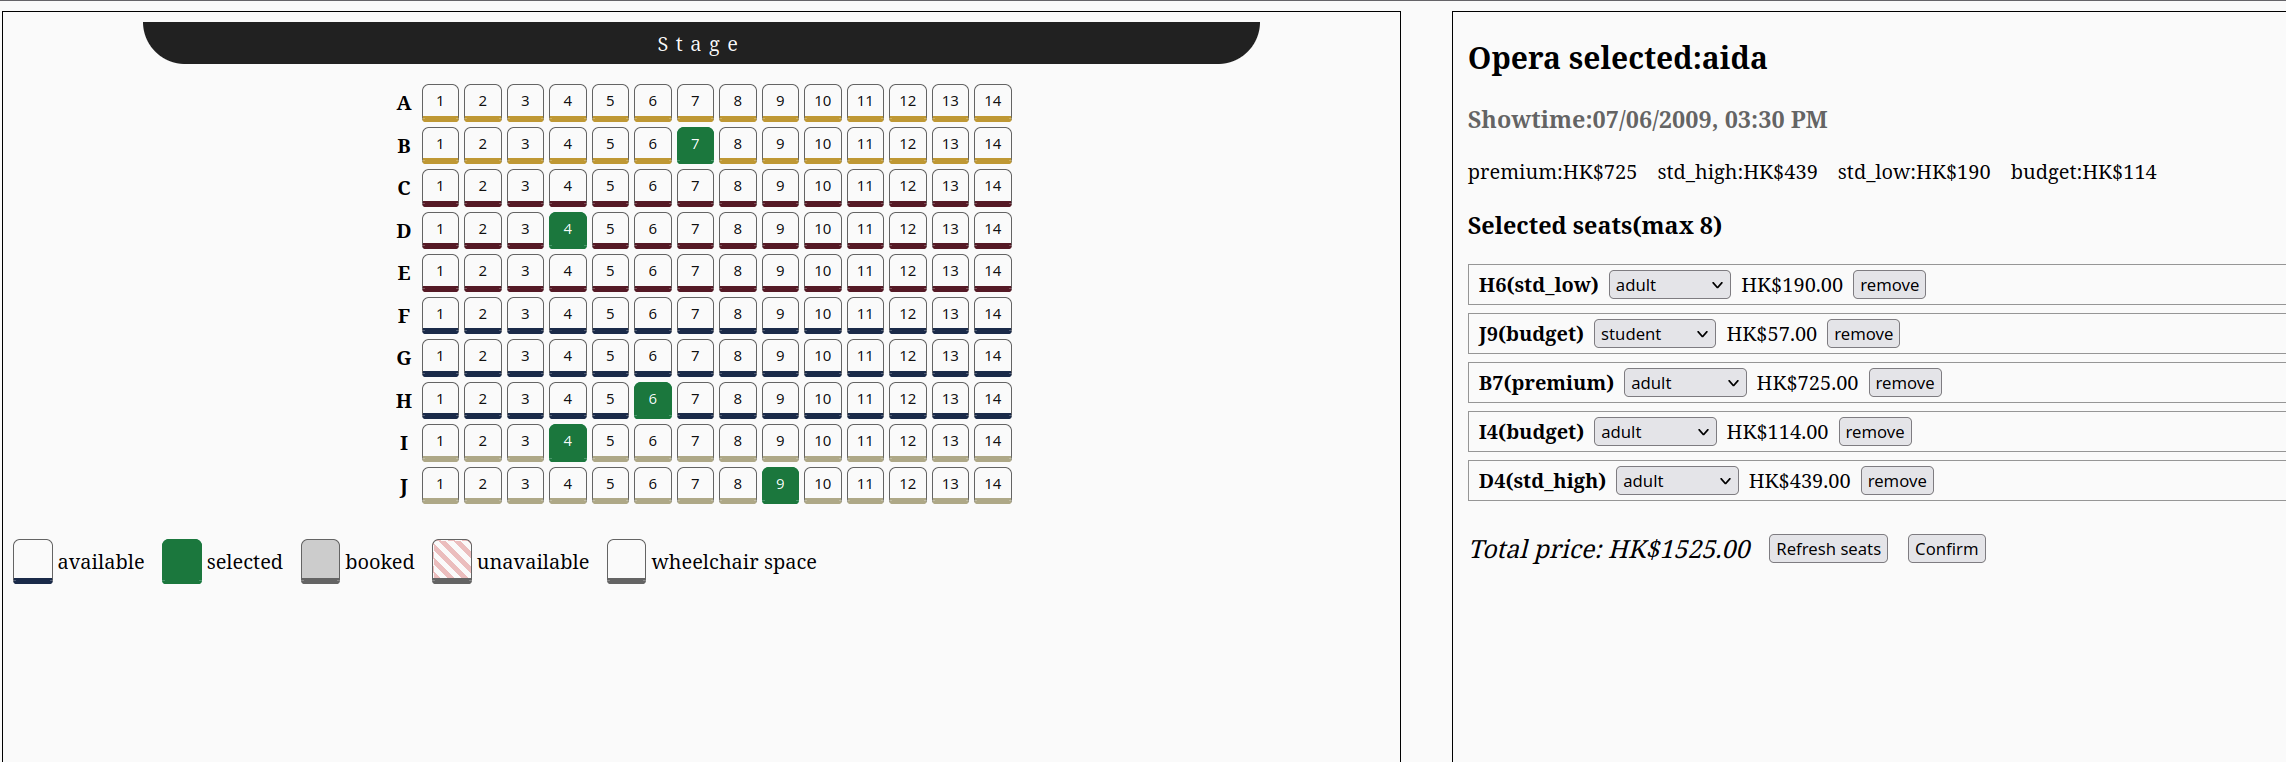 Stage
A 1 2 3 4 5 6 7 8 9 10 11 12 13 14
B 1 2 3 4 5 6 7 8 9 10 11 12 13 14
C 1 2 3 4 5 6 7 8 9 10 11 12 13 14
D 1 2 3 4 5 6 7 8 9 10 11 12 13 14
E 1 2 3 4 5 6 7 8 9 10 11 12 13 14
F 1 2 3 4 5 6 7 8 9 10 11 12 13 14
G 1 2 3 4 5 6 7 8 9 10 11 12 13 14
H 1 2 3 4 5 6 7 8 9 10 11 12 13 14
I 1 2 3 4 5 6 7 8 9 10 11 12 13 14
J 1 2 3 4 5 6 7 8 9 10 11 12 13 14
available selected booked unavailable wheelchair space
Opera selected:aida
Showtime:07/06/2009, 03:30 PM
premium:HK$725 std_high:HK$439 std_low:HK$190 budget:HK$114
Selected seats(max 8)
H6(std_low) adult HK$190.00 remove
J9(budget) student HK$57.00 remove
B7(premium) adult HK$725.00 remove
I4(budget) adult HK$114.00 remove
D4(std_high) adult HK$439.00 remove
Total price: HK$1525.00 Refresh seats Confirm